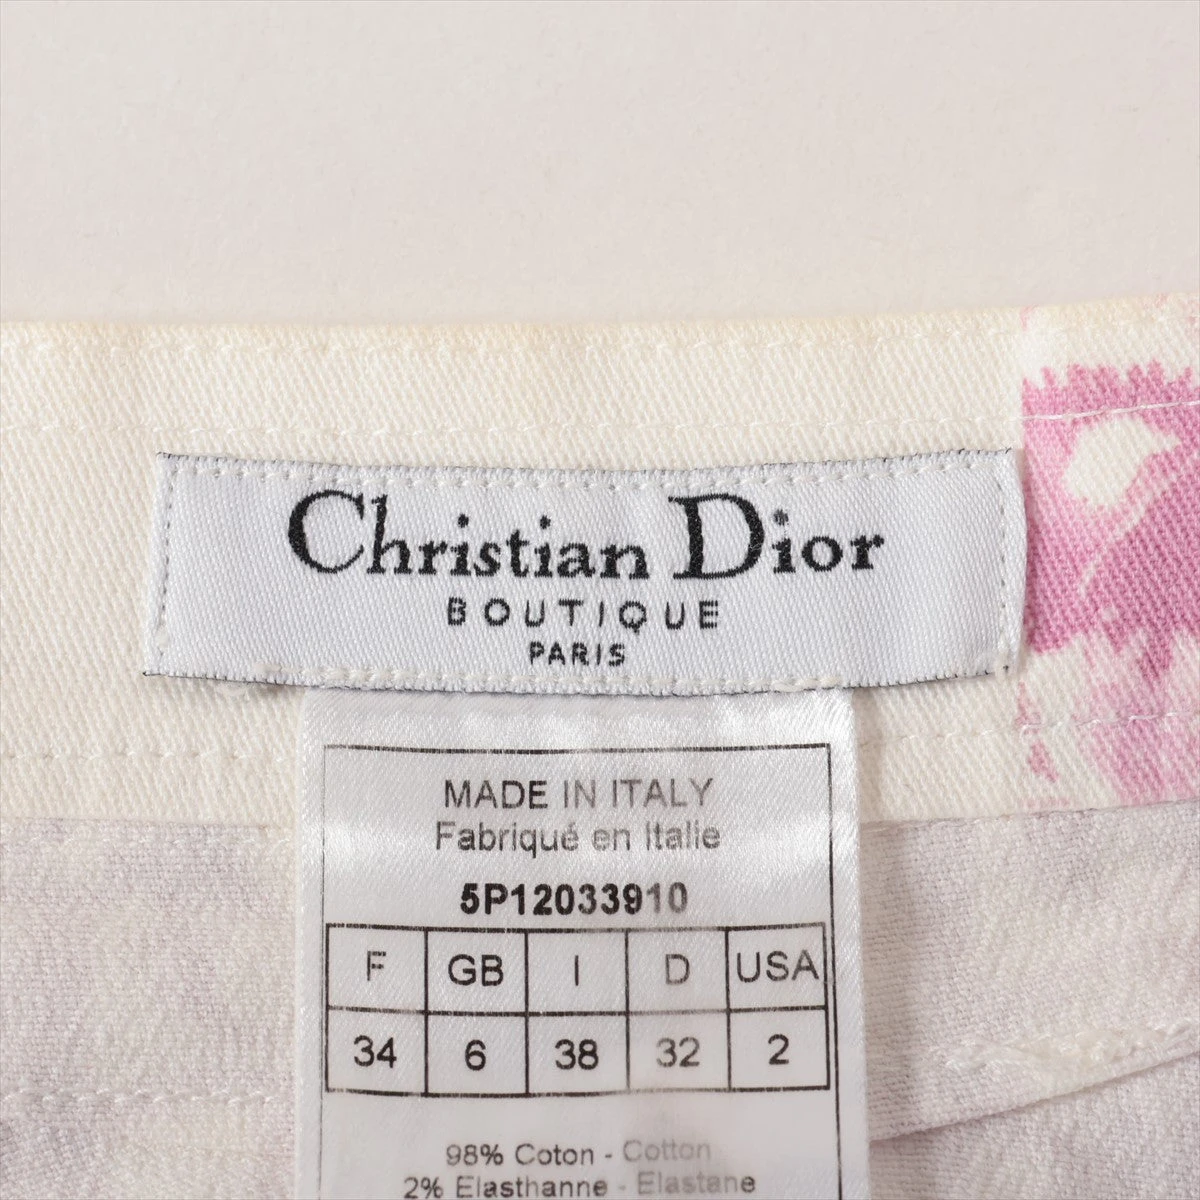 Christian Dior
BOUTIQUE
PARIS
MADE IN ITALY
Fabriqué en Italie
5P12033910
F GB I D USA
34 6 38 32 2
98% Coton - Cotton
2% Elasthanne - Elastane